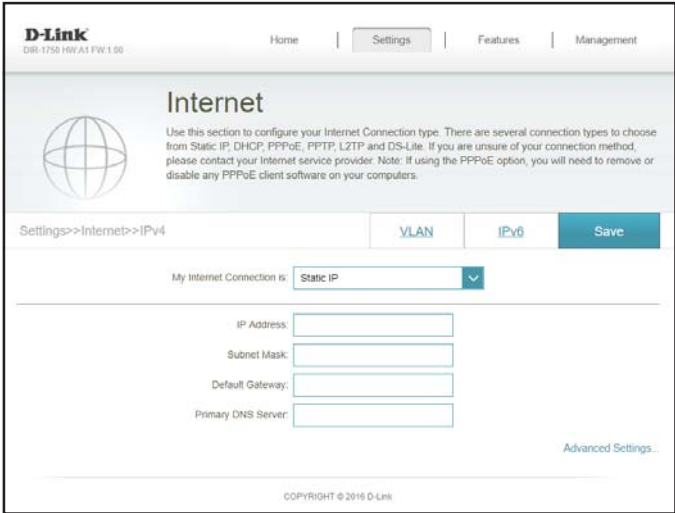 D-Link
DIR-1750 HW:A1 FW:1.00
Home | Settings | Features | Management
Internet
Use this section to configure your Internet Connection type. There are several connection types to choose
from Static IP, DHCP, PPPoE, PPTP, L2TP and DS-Lite. If you are unsure of your connection method,
please contact your Internet service provider. Note: If using the PPPoE option, you will need to remove or
disable any PPPoE client software on your computers.
Settings>>Internet>>IPv4
VLAN
IPv6
Save
My Internet Connection is: Static IP
IP Address:
Subnet Mask:
Default Gateway:
Primary DNS Server:
Advanced Settings...
COPYRIGHT © 2016 D-Link